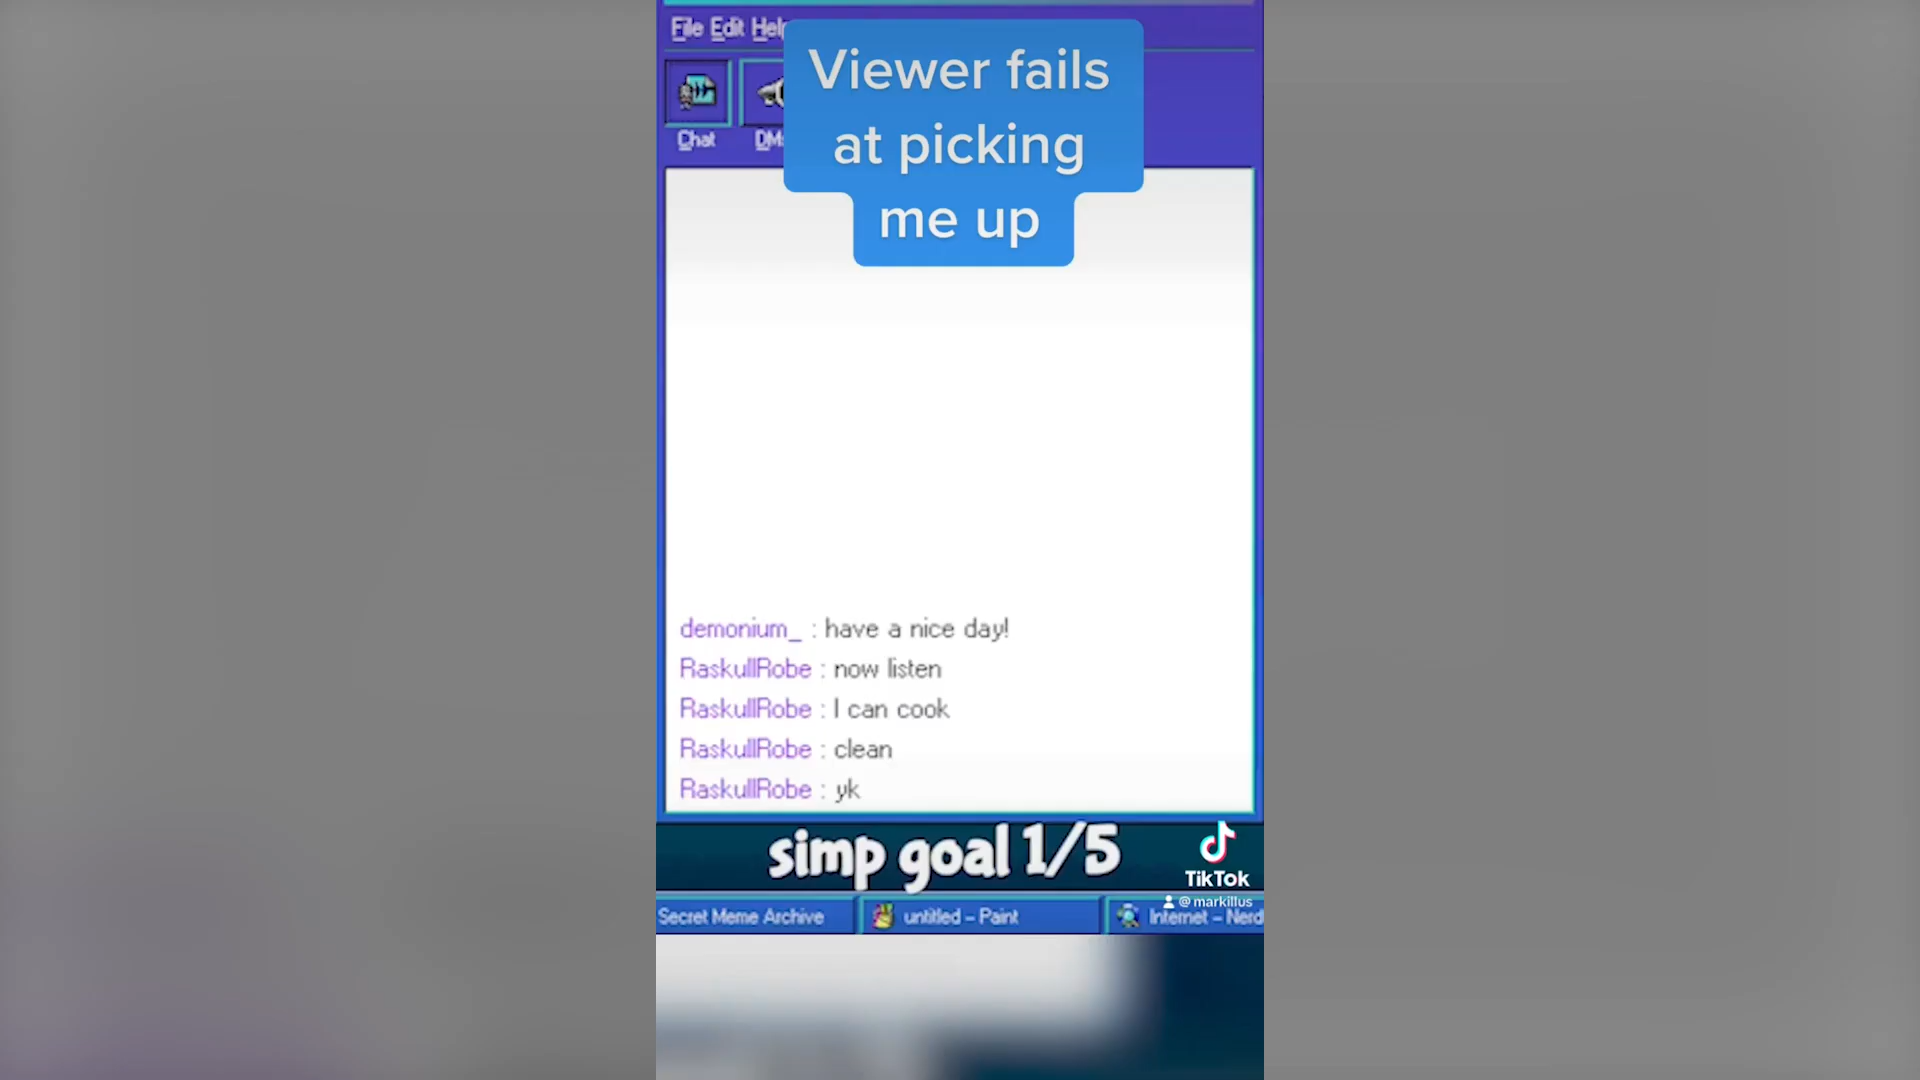 File Edit Help
Viewer fails
at picking
me up
Chat
demonium_ : have a nice day!
RaskullRobe : now listen
RaskullRobe : I can cook
RaskullRobe : clean
RaskullRobe : yk
simp goal 1/5
TikTok
@markillus
Secret Meme Archive
untitled – Paint
Internet – Nerd